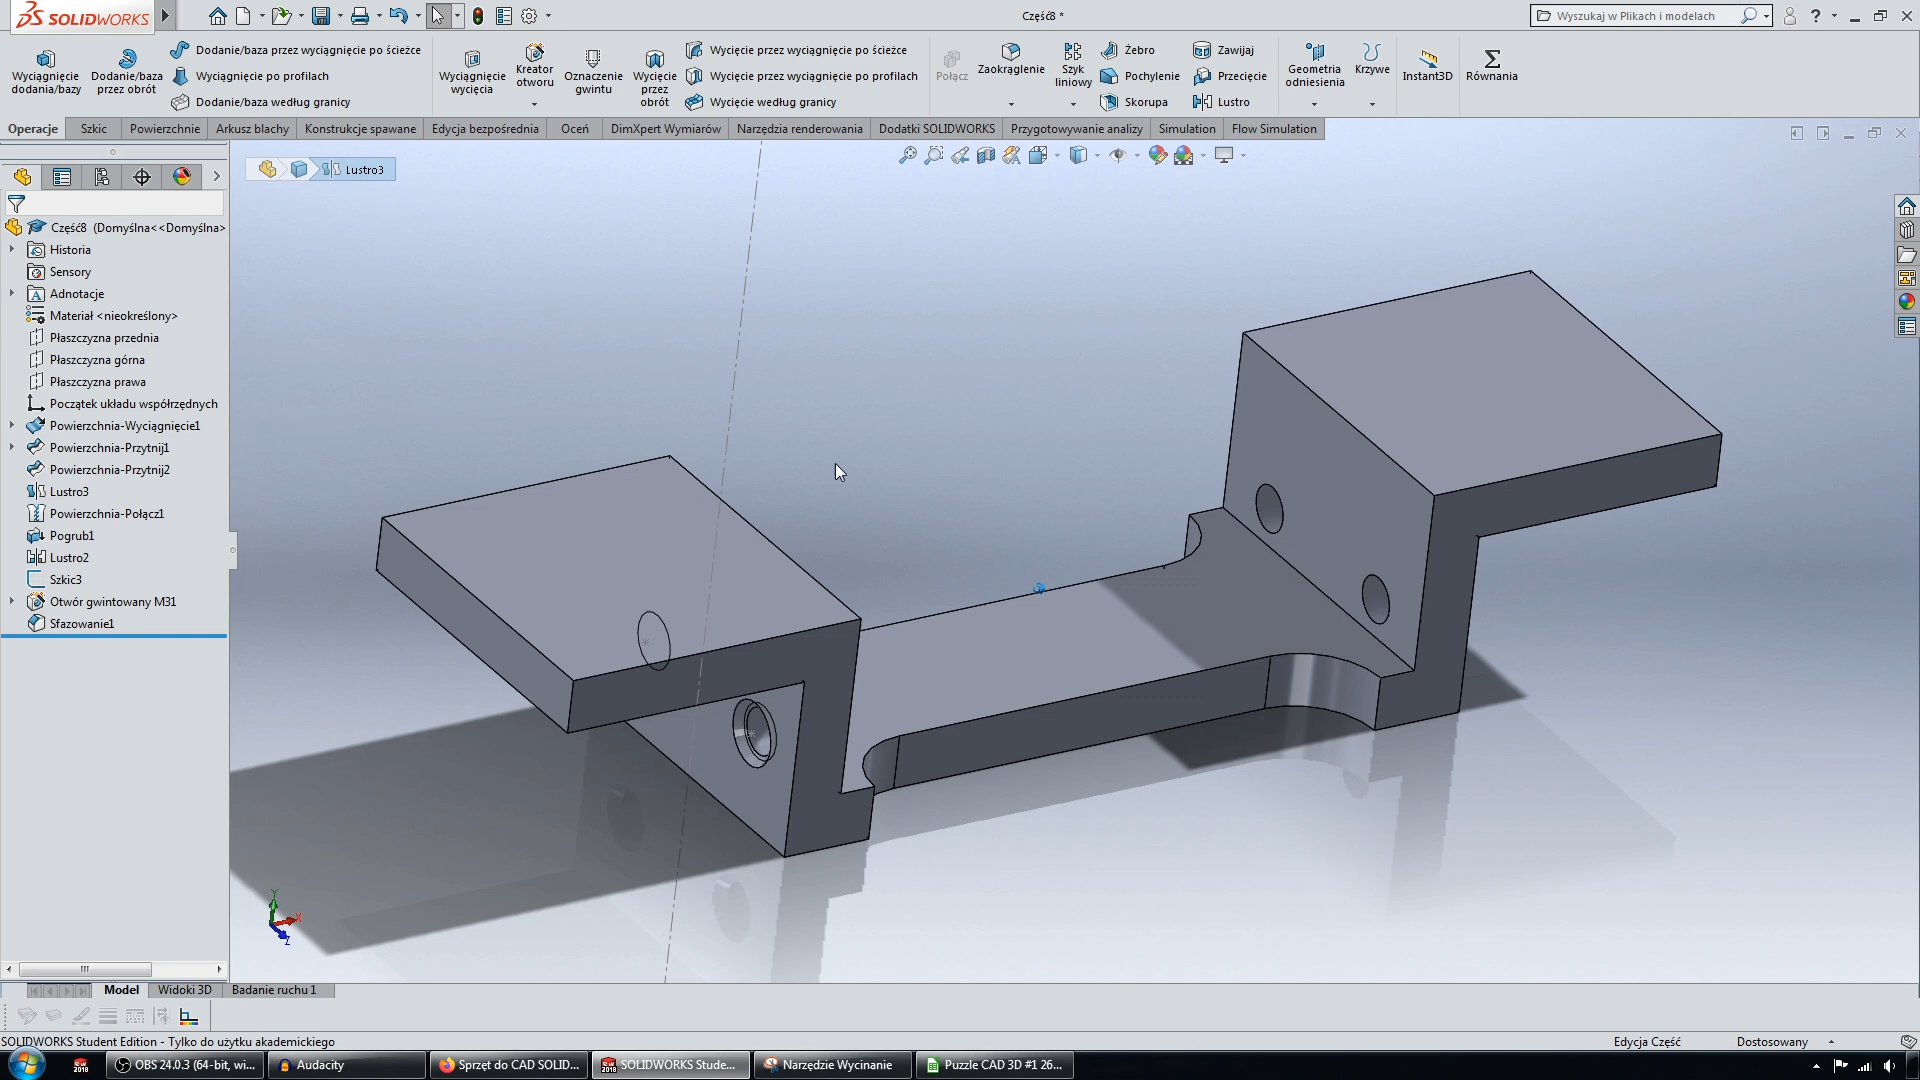 SOLIDWORKS
Część8 *
Wyszukaj w Plikach i modelach
Wyciągnięcie dodania/bazy
Dodanie/baza przez obrót
Dodanie/baza przez wyciągnięcie po ścieżce
Wyciągnięcie po profilach
Dodanie/baza według granicy
Wyciągnięcie wycięcia
Kreator otworu
Oznaczenie gwintu
Wycięcie przez obrót
Wycięcie przez wyciągnięcie po ścieżce
Wycięcie przez wyciągnięcie po profilach
Wycięcie według granicy
Połącz
Zaokrąglenie
Szyk liniowy
Żebro
Pochylenie
Skorupa
Zawijaj
Przecięcie
Lustro
Geometria odniesienia
Krzywe
Instant3D
Równania
Operacje
Szkic
Powierzchnie
Arkusz blachy
Konstrukcje spawane
Edycja bezpośrednia
Oceń
DimXpert Wymiarów
Narzędzia renderowania
Dodatki SOLIDWORKS
Przygotowywanie analizy
Simulation
Flow Simulation
Lustro3
Część8 (Domyślna<<Domyślna>
Historia
Sensory
Adnotacje
Materiał <nieokreślony>
Płaszczyzna przednia
Płaszczyzna górna
Płaszczyzna prawa
Początek układu współrzędnych
Powierzchnia-Wyciągnięcie1
Powierzchnia-Przytnij1
Powierzchnia-Przytnij2
Lustro3
Powierzchnia-Połącz1
Pogrub1
Lustro2
Szkic3
Otwór gwintowany M31
Sfazowanie1
Y
X
Z
Model
Widoki 3D
Badanie ruchu 1
SOLIDWORKS Student Edition - Tylko do użytku akademickiego
Edycja Część
Dostosowany
2018
OBS 24.0.3 (64-bit, wi...
Audacity
Sprzęt do CAD SOLID...
SOLIDWORKS Stude...
Narzędzie Wycinanie
Puzzle CAD 3D #1 26...